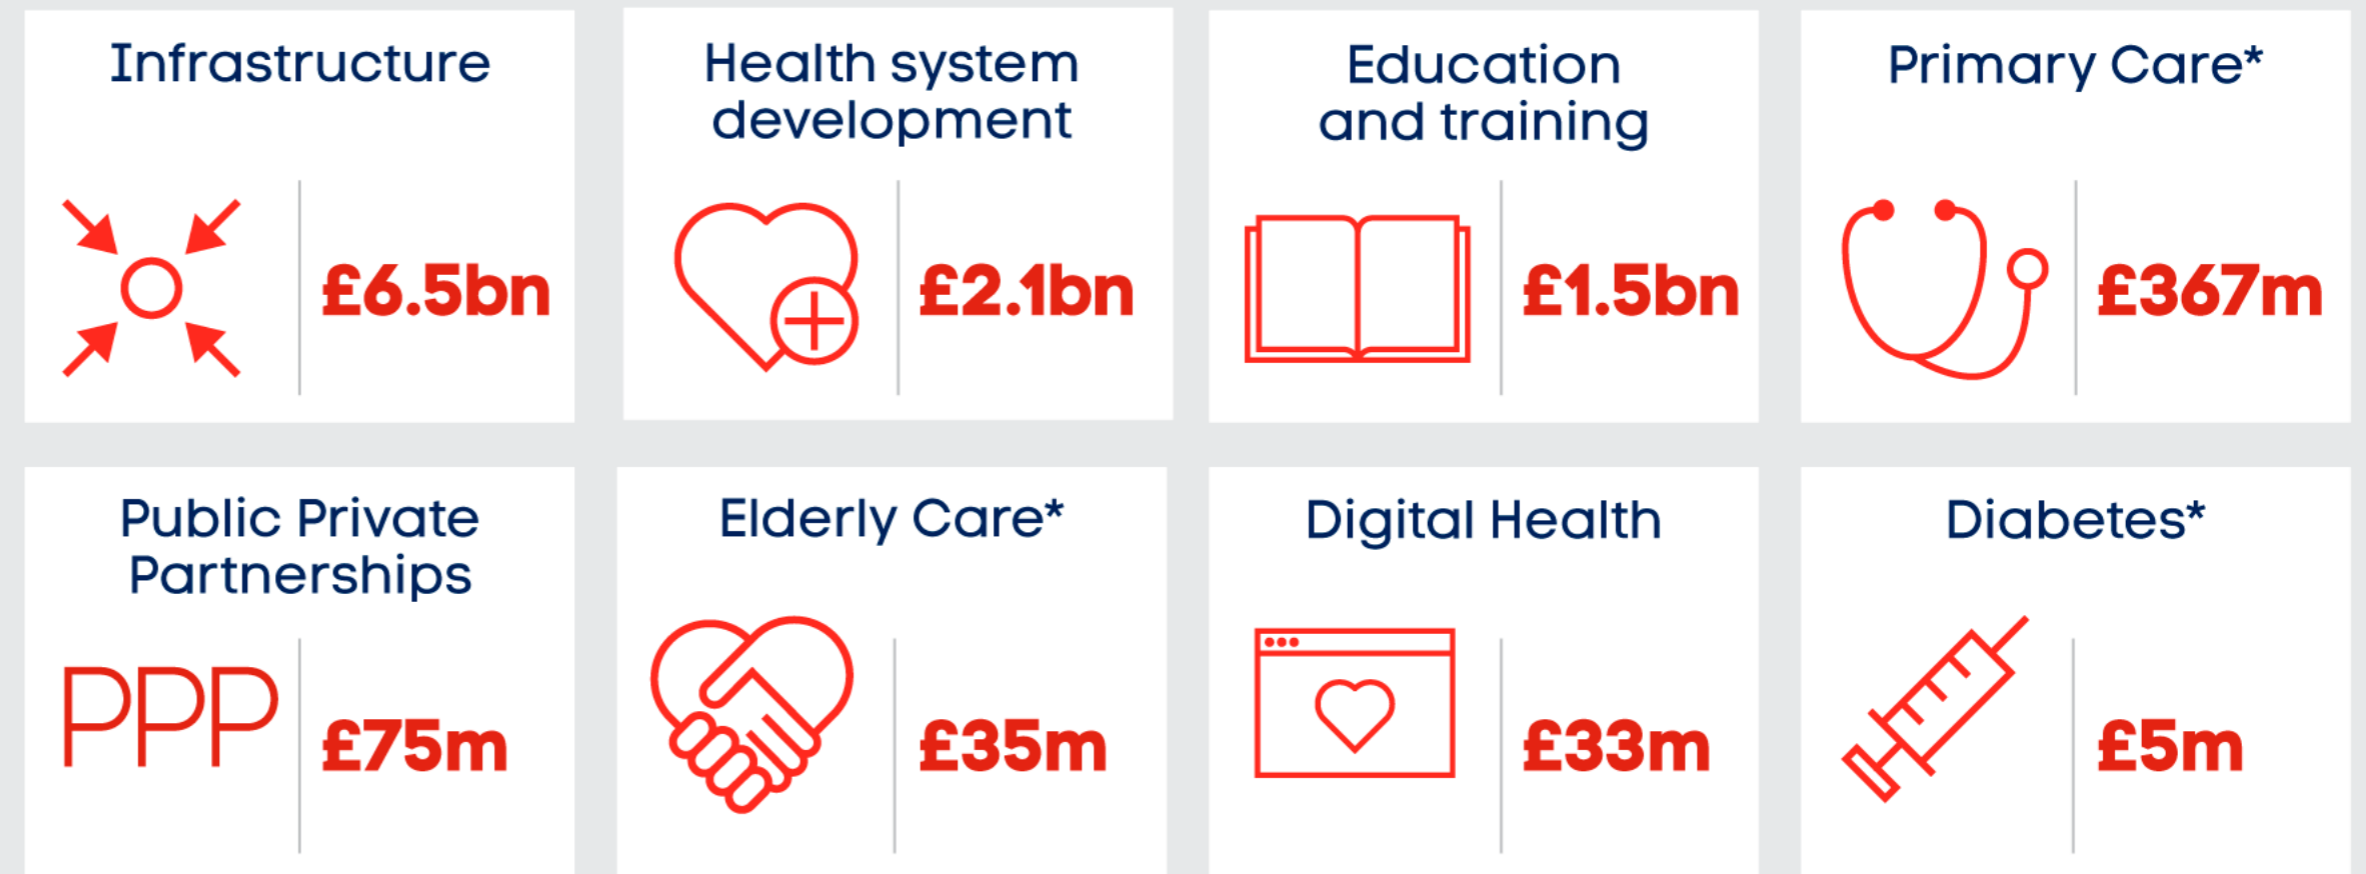 Infrastructure
£6.5bn
Health system
development
£2.1bn
Education
and training
£1.5bn
Primary Care*
£367m
Public Private
Partnerships
PPP
£75m
Elderly Care*
£35m
Digital Health
£33m
Diabetes*
£5m